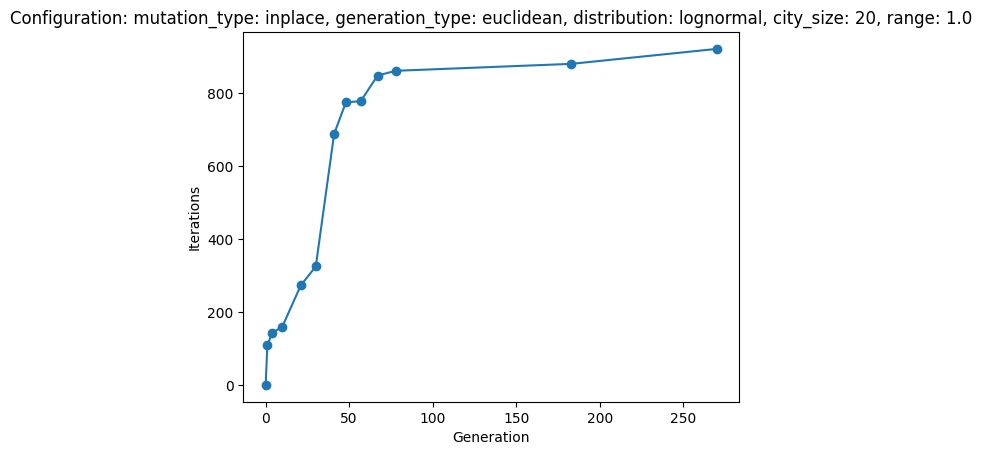 Configuration: mutation_type: inplace, generation_type: euclidean, distribution: lognormal, city_size: 20, range: 1.0
800
600
400
200
0
Iterations
0 50 100 150 200 250
Generation